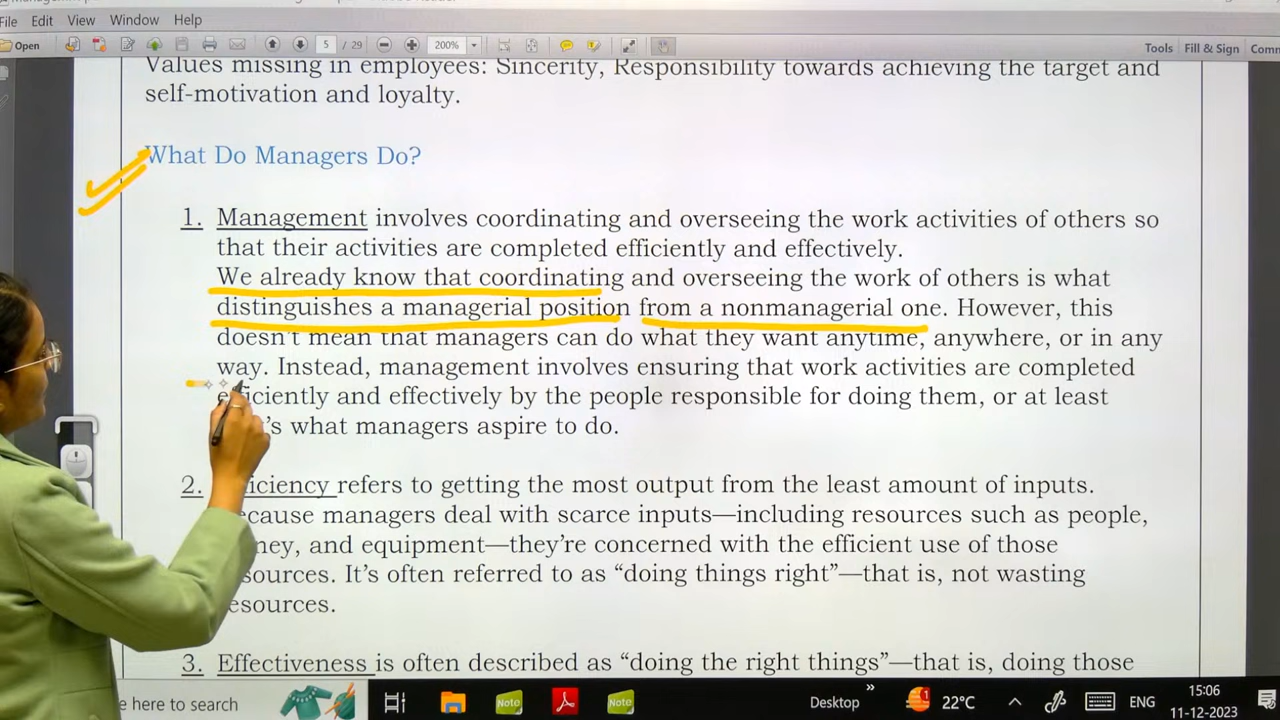 File Edit View Window Help
Open 5 / 29 200% Tools Fill & Sign Comm
Values missing in employees: Sincerity, Responsibility towards achieving the target and
self-motivation and loyalty.
What Do Managers Do?
1. Management involves coordinating and overseeing the work activities of others so
that their activities are completed efficiently and effectively.
We already know that coordinating and overseeing the work of others is what
distinguishes a managerial position from a nonmanagerial one. However, this
doesn't mean that managers can do what they want anytime, anywhere, or in any
way. Instead, management involves ensuring that work activities are completed
efficiently and effectively by the people responsible for doing them, or at least
's what managers aspire to do.
2. iciency refers to getting the most output from the least amount of inputs.
ecause managers deal with scarce inputs—including resources such as people,
ney, and equipment—they're concerned with the efficient use of those
sources. It's often referred to as “doing things right”—that is, not wasting
esources.
3. Effectiveness is often described as “doing the right things”—that is, doing those
e here to search Note Note Desktop » 1 22°C ENG 15:06
11-12-2023